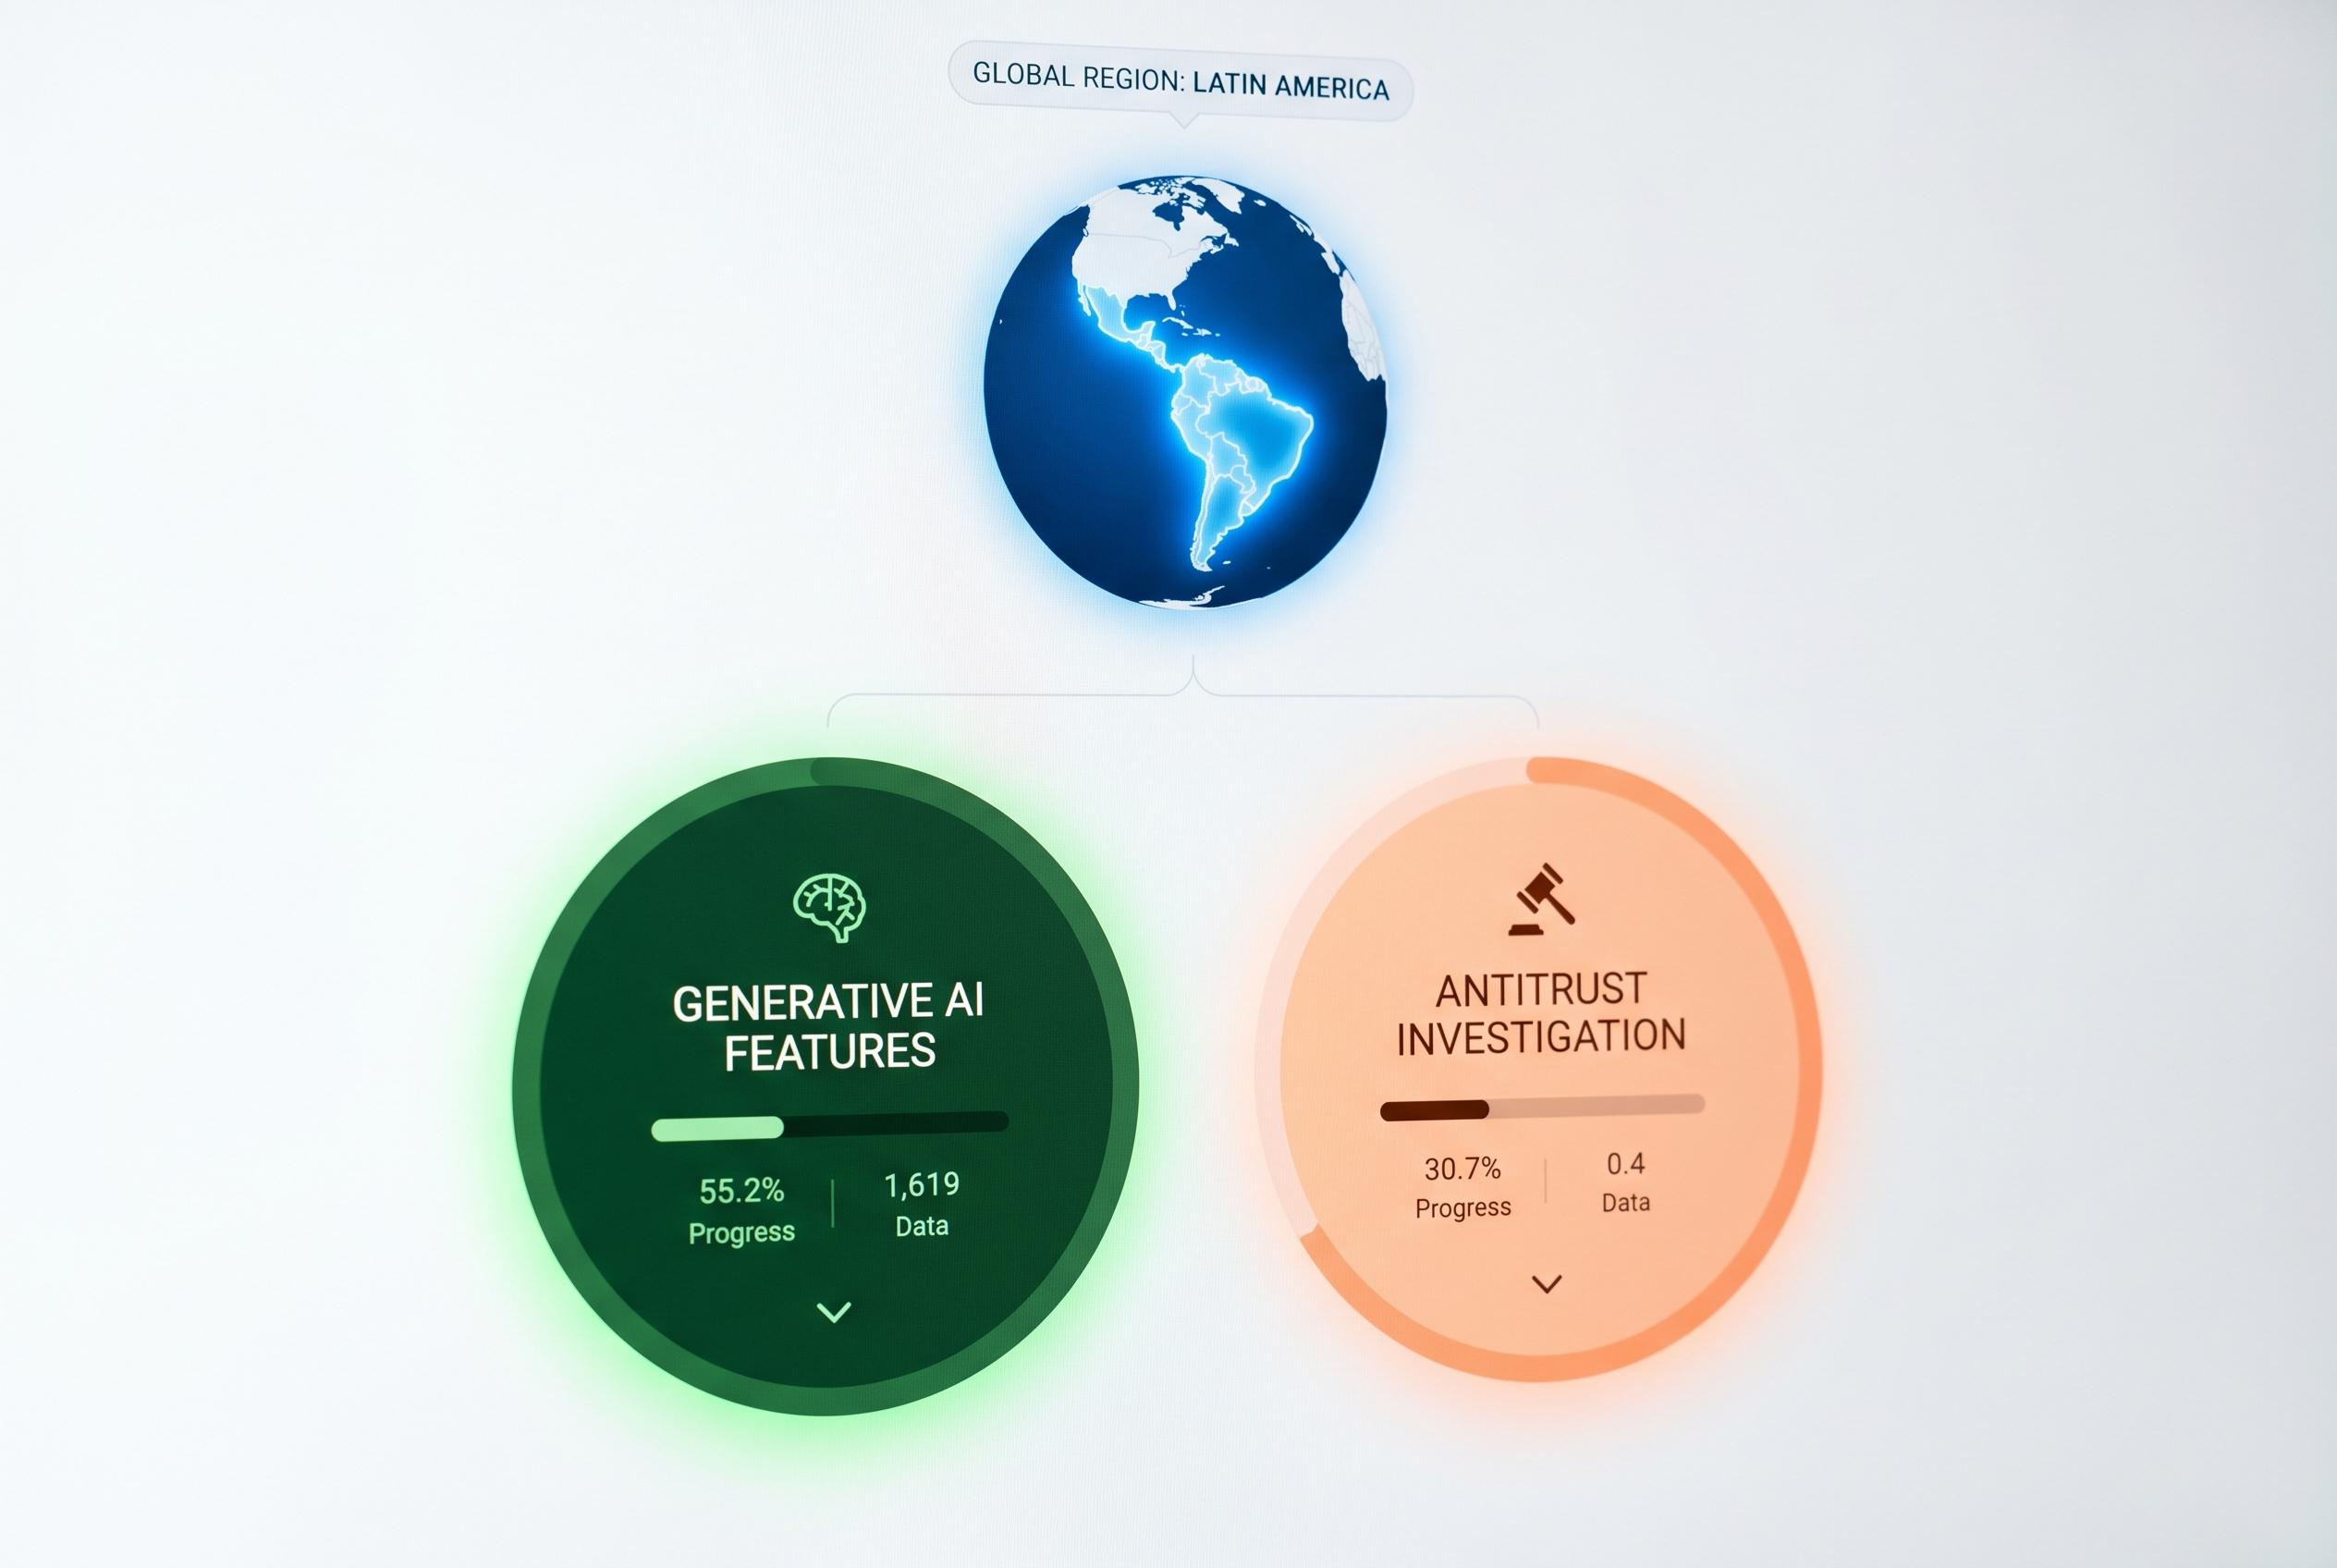 GLOBAL REGION: LATIN AMERICA
GENERATIVE AI
FEATURES
55.2%
Progress
1,619
Data
ANTITRUST
INVESTIGATION
30.7%
Progress
0.4
Data